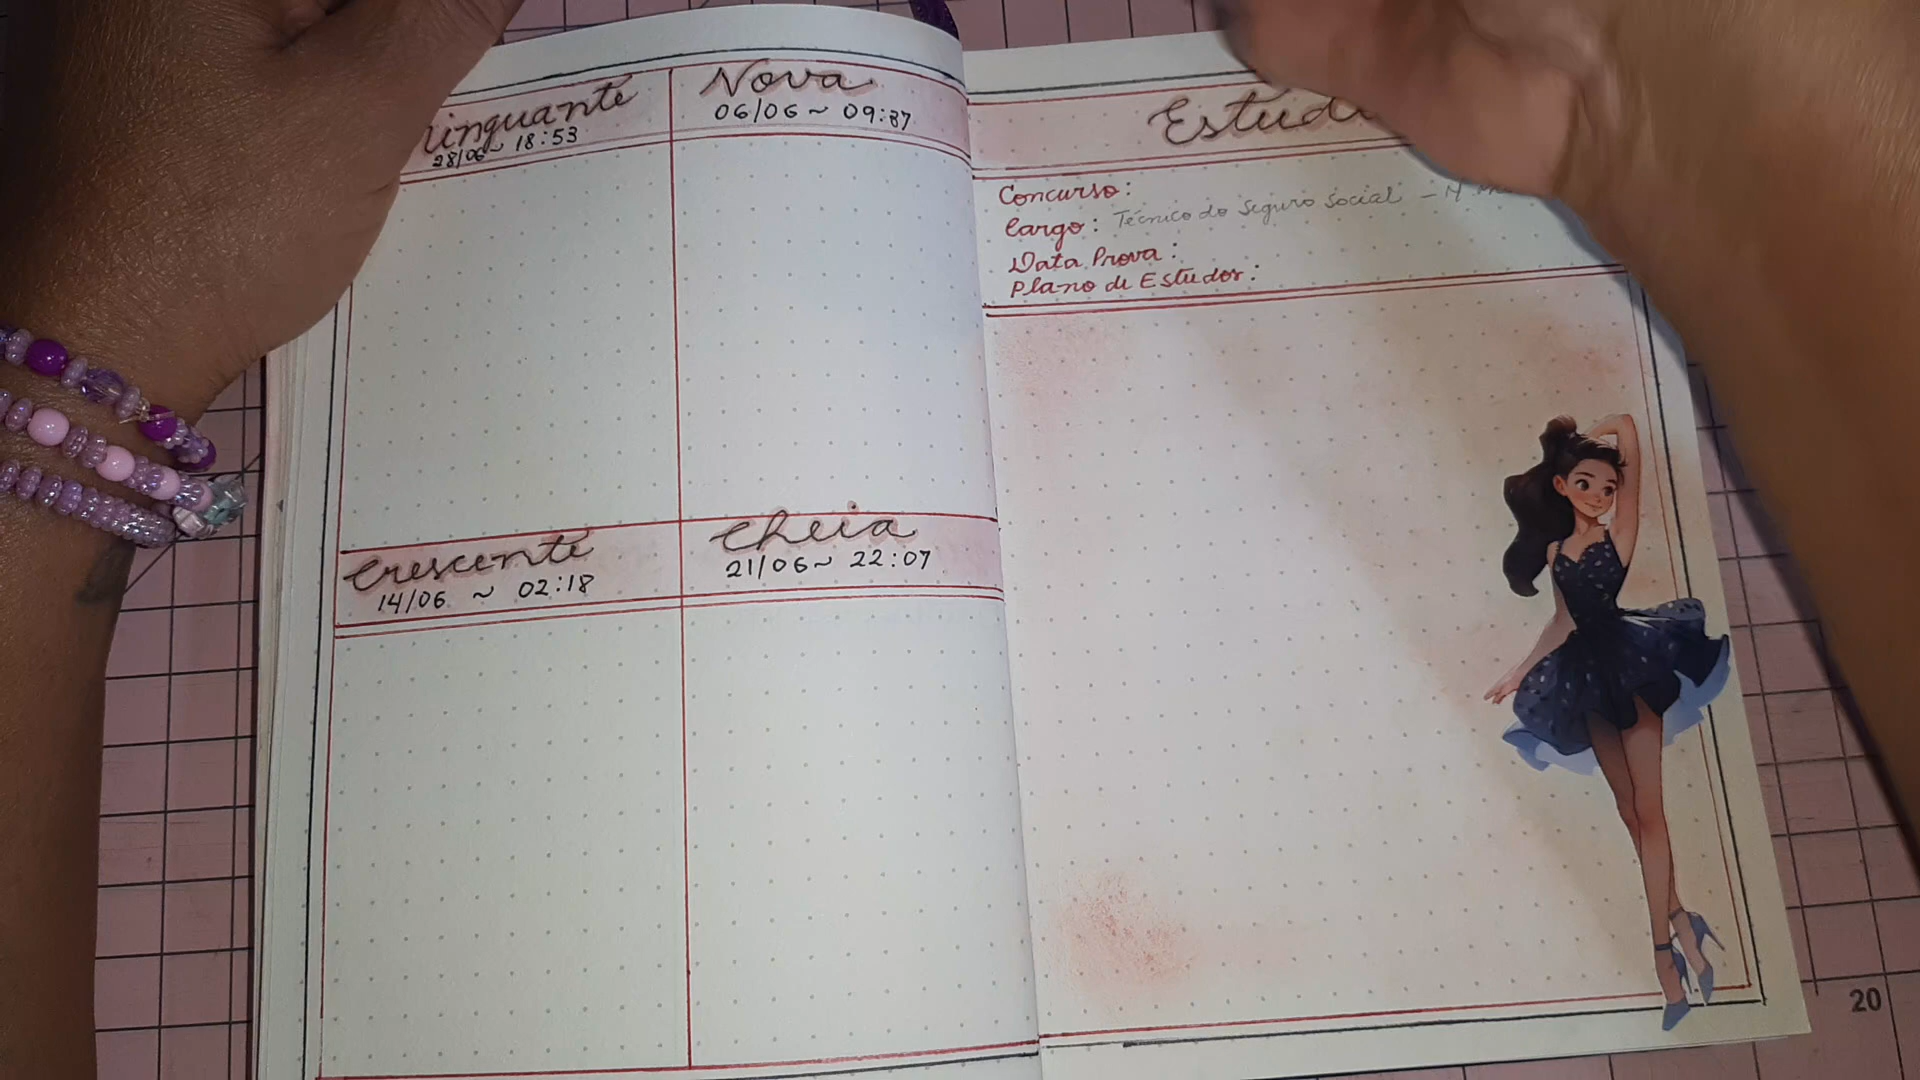 inguante
28/06 ~ 18:53
Nova
06/06 ~ 09:37
Crescente
14/06 ~ 02:18
Cheia
21/06 ~ 22:07
Estud
Concurso:
Cargo: Técnico do Seguro Social - N
Data Prova:
Plano de Estudos:
20